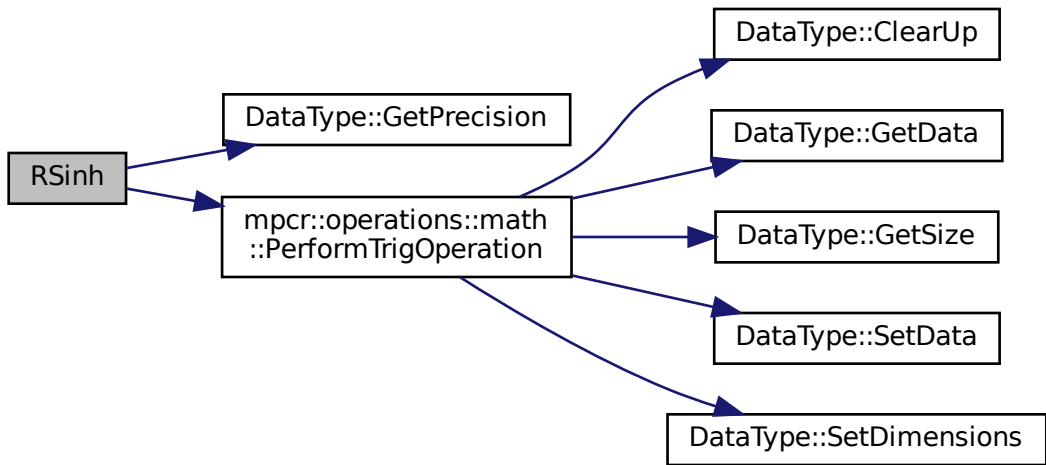 RSinh
DataType::GetPrecision
mpcr::operations::math
::PerformTrigOperation
DataType::ClearUp
DataType::GetData
DataType::GetSize
DataType::SetData
DataType::SetDimensions